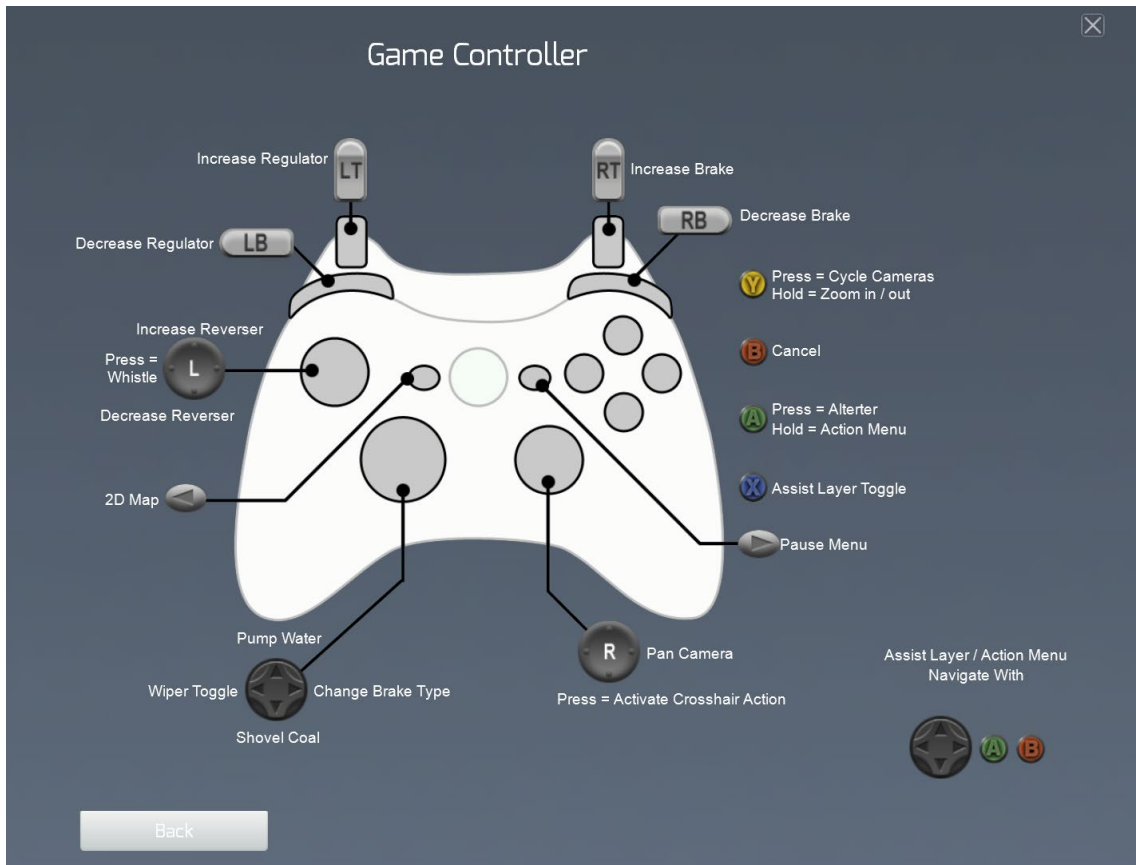 Game Controller
Increase Regulator
LT
RT
Increase Brake
Decrease Regulator
LB
RB
Decrease Brake
Y
Press = Cycle Cameras
Hold = Zoom in / out
Increase Reverser
Press =
Whistle
L
Decrease Reverser
B
Cancel
A
Press = Alterter
Hold = Action Menu
2D Map
X
Assist Layer Toggle
Pause Menu
Pump Water
Wiper Toggle
Change Brake Type
Shovel Coal
R
Pan Camera
Press = Activate Crosshair Action
Assist Layer / Action Menu
Navigate With
A
B
Back